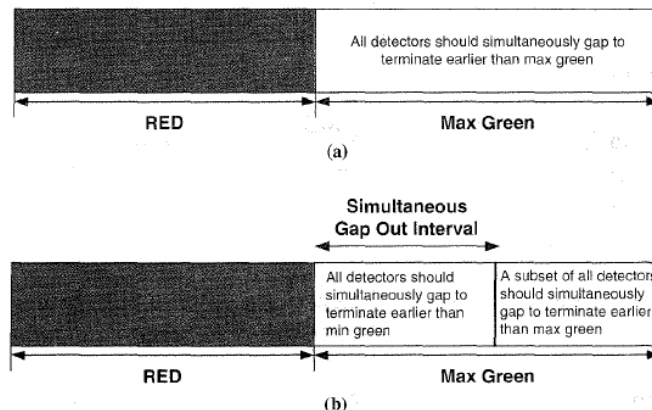 All detectors should simultaneously gap to
terminate earlier than max green
RED
Max Green
(a)
Simultaneous
Gap Out Interval
All detectors should
simultaneously gap to
terminate earlier than
min green
A subset of all detectors
should simultaneously
gap to terminate earlier
than max green
RED
Max Green
(b)